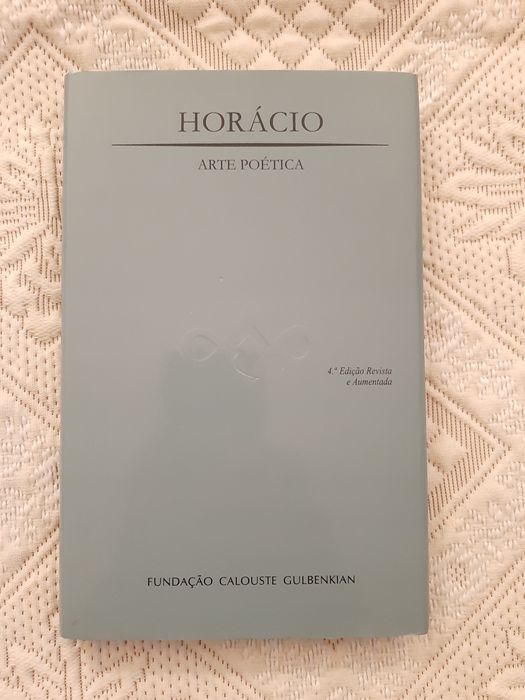 HORÁCIO
ARTE POÉTICA
4.ª Edição Revista
e Aumentada
FUNDAÇÃO CALOUSTE GULBENKIAN